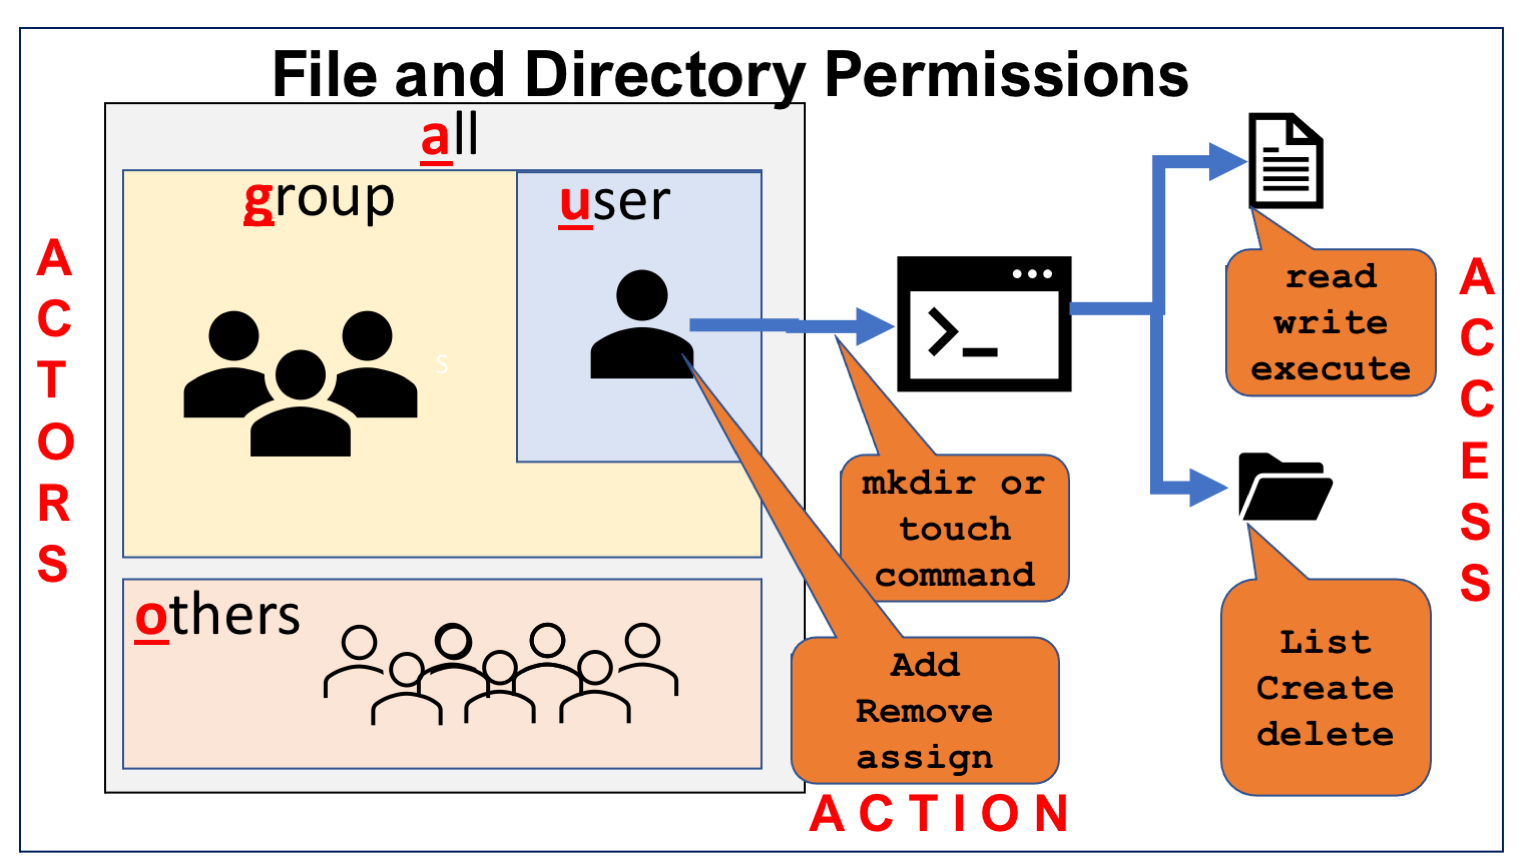 File and Directory Permissions
all
group
user
ACTORS
s
>_
read
write
execute
ACCESS
mkdir or
touch
command
others
Add
Remove
assign
List
Create
delete
ACTION